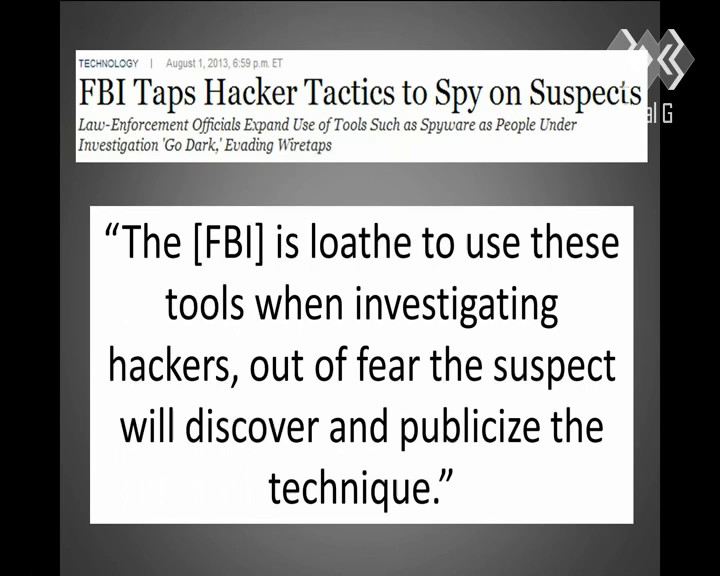 TECHNOLOGY | August 1, 2013, 6:59 p.m. ET
FBI Taps Hacker Tactics to Spy on Suspects
Law-Enforcement Officials Expand Use of Tools Such as Spyware as People Under
Investigation 'Go Dark,' Evading Wiretaps
al G
“The [FBI] is loathe to use these
tools when investigating
hackers, out of fear the suspect
will discover and publicize the
technique.”